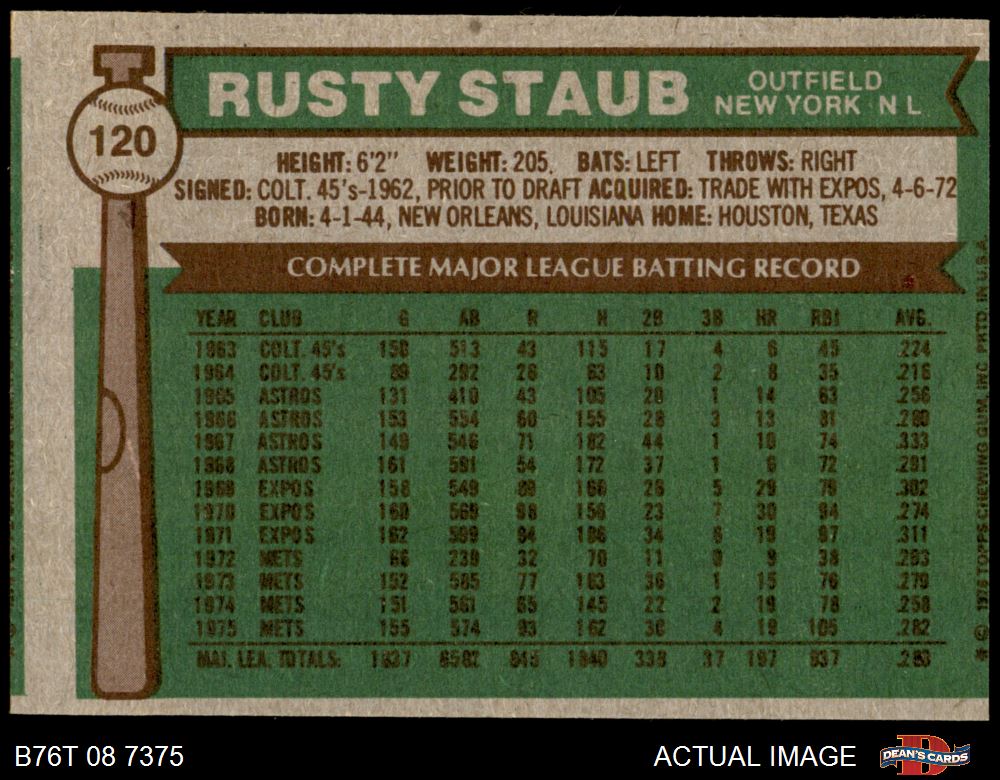 RUSTY STAUB
OUTFIELD
NEW YORK N L
120
HEIGHT: 6'2" WEIGHT: 205. BATS: LEFT THROWS: RIGHT
SIGNED: COLT. 45's-1962, PRIOR TO DRAFT ACQUIRED: TRADE WITH EXPOS, 4-6-72
BORN: 4-1-44, NEW ORLEANS, LOUISIANA HOME: HOUSTON, TEXAS
COMPLETE MAJOR LEAGUE BATTING RECORD
YEAR CLUB G AB R H 2B 3B HR RBI AVG.
1963 COLT. 45's 150 513 43 115 17 4 6 45 .224
1964 COLT. 45's 89 292 26 63 10 2 8 35 .216
1965 ASTROS 131 410 43 105 20 1 14 63 .256
1966 ASTROS 153 554 60 155 28 3 13 81 .280
1967 ASTROS 149 546 71 182 44 1 10 74 .333
1968 ASTROS 161 591 54 172 37 1 6 72 .291
1969 EXPOS 158 549 89 166 26 5 29 79 .302
1970 EXPOS 160 569 98 156 23 7 30 94 .274
1971 EXPOS 162 599 94 186 34 6 19 97 .311
1972 METS 66 239 32 70 11 0 9 38 .293
1973 METS 152 585 77 163 36 1 15 76 .279
1974 METS 151 561 65 145 22 2 19 78 .258
1975 METS 155 574 93 162 30 4 19 105 .282
MAJ. LEA. TOTALS: 1837 6582 845 1840 338 37 197 937 .280
© 1976 TOPPS CHEWING GUM, INC. PRTD. IN U.S.A.
B76T 08 7375
ACTUAL IMAGE
DEAN'S CARDS